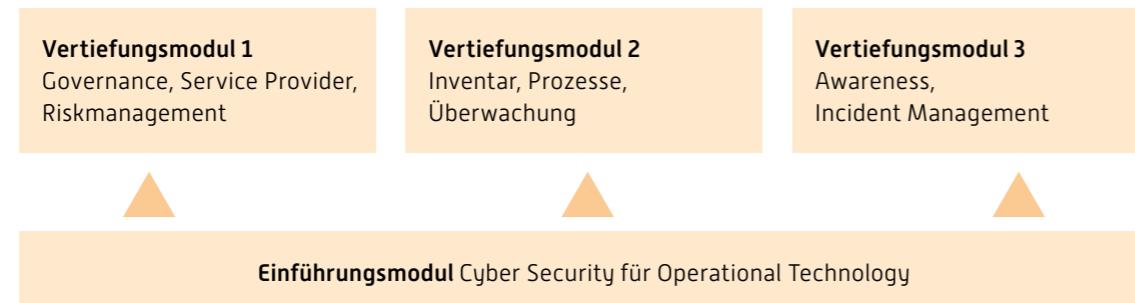 Vertiefungsmodul 1
Governance, Service Provider,
Riskmanagement
Vertiefungsmodul 2
Inventar, Prozesse,
Überwachung
Vertiefungsmodul 3
Awareness,
Incident Management
Einführungsmodul Cyber Security für Operational Technology